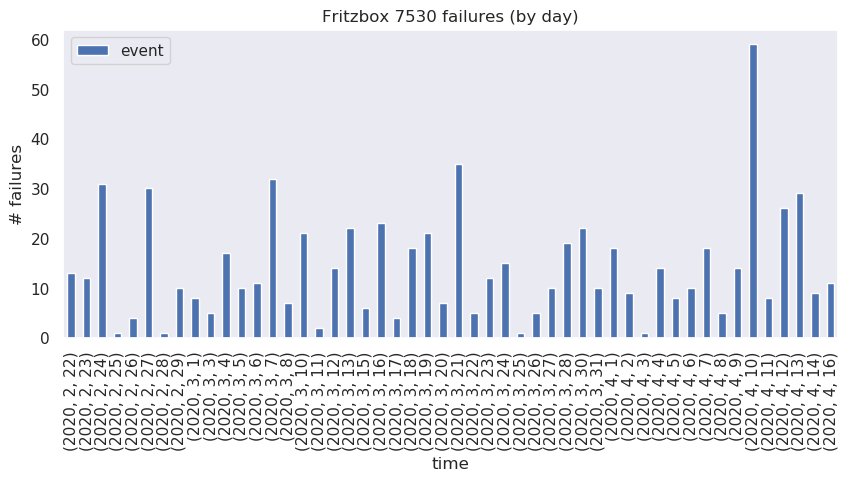 Fritzbox 7530 failures (by day)
event
# failures
60
50
40
30
20
10
0
(2020, 2, 22)
(2020, 2, 23)
(2020, 2, 24)
(2020, 2, 25)
(2020, 2, 26)
(2020, 2, 27)
(2020, 2, 28)
(2020, 2, 29)
(2020, 3, 1)
(2020, 3, 3)
(2020, 3, 4)
(2020, 3, 5)
(2020, 3, 6)
(2020, 3, 7)
(2020, 3, 8)
(2020, 3, 10)
(2020, 3, 11)
(2020, 3, 12)
(2020, 3, 13)
(2020, 3, 15)
(2020, 3, 16)
(2020, 3, 17)
(2020, 3, 18)
(2020, 3, 19)
(2020, 3, 20)
(2020, 3, 21)
(2020, 3, 22)
(2020, 3, 23)
(2020, 3, 24)
(2020, 3, 25)
(2020, 3, 26)
(2020, 3, 27)
(2020, 3, 28)
(2020, 3, 30)
(2020, 3, 31)
(2020, 4, 1)
(2020, 4, 2)
(2020, 4, 3)
(2020, 4, 4)
(2020, 4, 5)
(2020, 4, 6)
(2020, 4, 7)
(2020, 4, 8)
(2020, 4, 9)
(2020, 4, 10)
(2020, 4, 11)
(2020, 4, 12)
(2020, 4, 13)
(2020, 4, 14)
(2020, 4, 16)
time